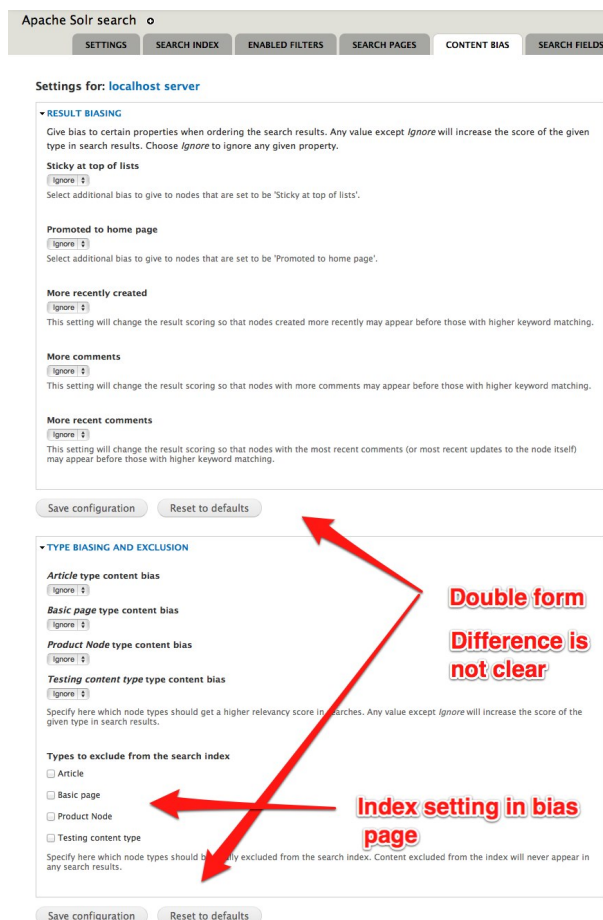 Apache Solr search
SETTINGS SEARCH INDEX ENABLED FILTERS SEARCH PAGES CONTENT BIAS SEARCH FIELDS
Settings for: localhost server
RESULT BIASING
Give bias to certain properties when ordering the search results. Any value except Ignore will increase the score of the given
type in search results. Choose Ignore to ignore any given property.
Sticky at top of lists
Ignore
Select additional bias to give to nodes that are set to be 'Sticky at top of lists'.
Promoted to home page
Ignore
Select additional bias to give to nodes that are set to be 'Promoted to home page'.
More recently created
Ignore
This setting will change the result scoring so that nodes created more recently may appear before those with higher keyword matching.
More comments
Ignore
This setting will change the result scoring so that nodes with more comments may appear before those with higher keyword matching.
More recent comments
Ignore
This setting will change the result scoring so that nodes with the most recent comments (or most recent updates to the node itself)
may appear before those with higher keyword matching.
Save configuration Reset to defaults
TYPE BIASING AND EXCLUSION
Article type content bias
Ignore
Basic page type content bias
Ignore
Product Node type content bias
Ignore
Testing content type type content bias
Ignore
Double form
Difference is
not clear
Specify here which node types should get a higher relevancy score in searches. Any value except Ignore will increase the score of the
given type in search results.
Types to exclude from the search index
Article
Basic page
Product Node
Testing content type
Index setting in bias
page
Specify here which node types should be excluded from the search index. Content excluded from the index will never appear in
any search results.
Save configuration Reset to defaults